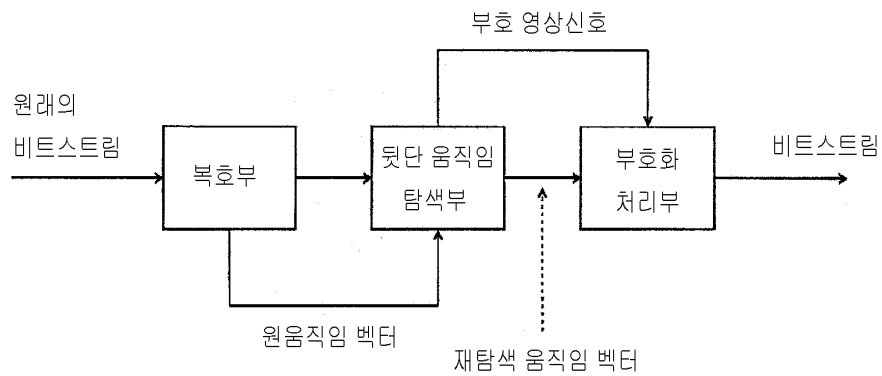 부호 영상신호
원래의
비트스트림
복호부
뒷단 움직임
탐색부
부호화
처리부
비트스트림
원움직임 벡터
재탐색 움직임 벡터